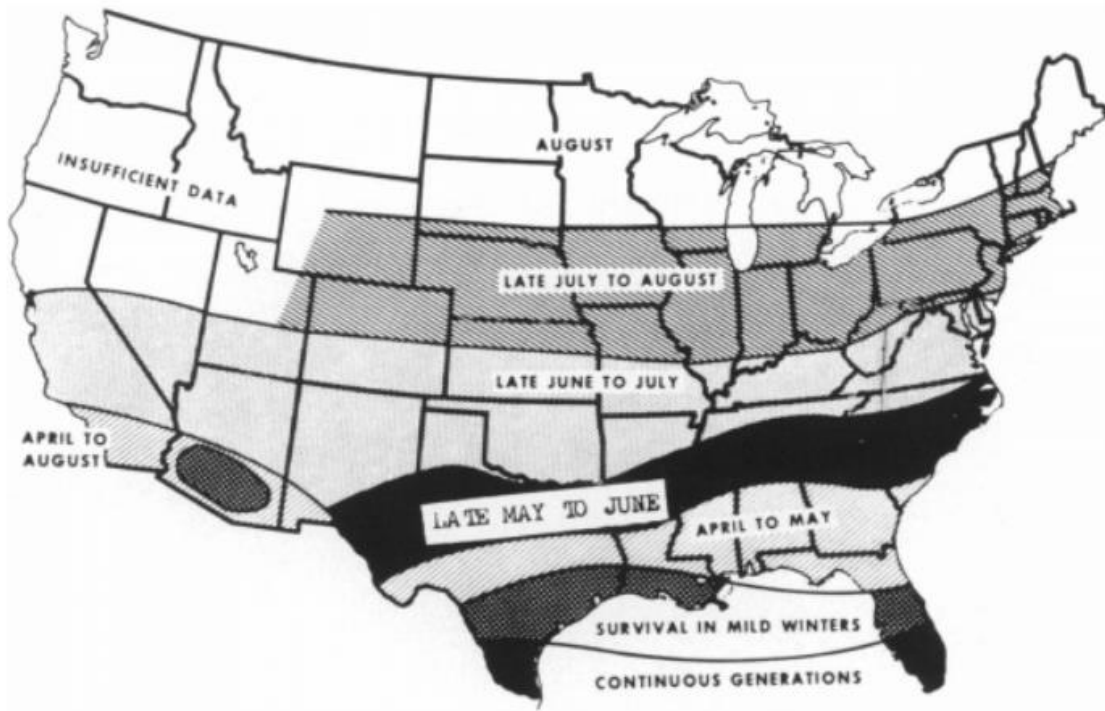 AUGUST
INSUFFICIENT DATA
LATE JULY TO AUGUST
LATE JUNE TO JULY
APRIL TO
AUGUST
LATE MAY TO JUNE
APRIL TO MAY
SURVIVAL IN MILD WINTERS
CONTINUOUS GENERATIONS